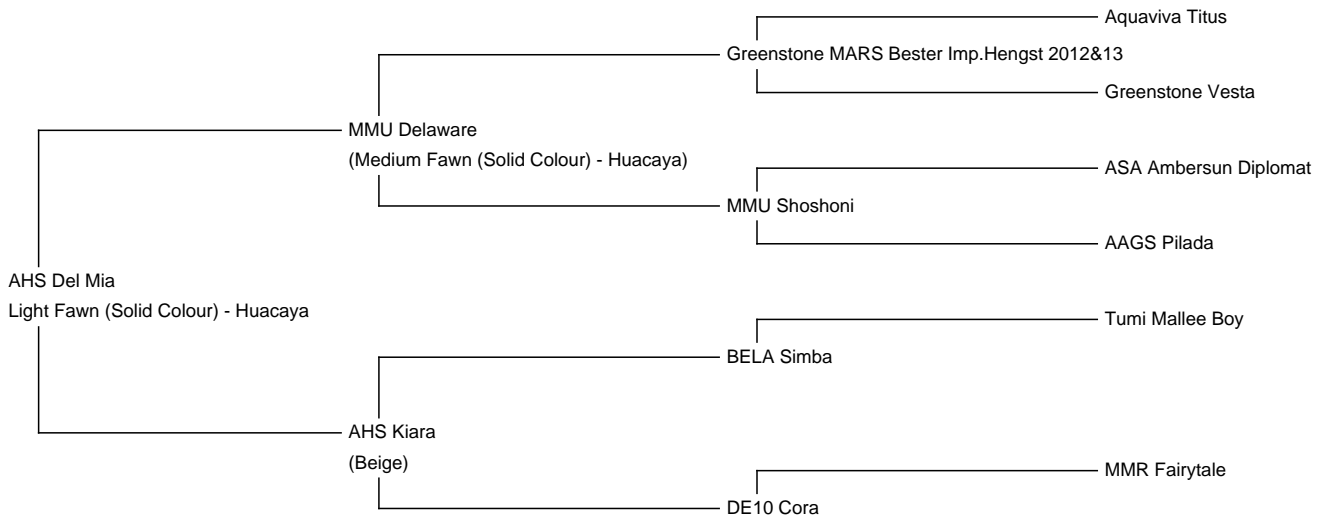 Aquaviva Titus
Greenstone MARS Bester Imp.Hengst 2012&13
Greenstone Vesta
MMU Delaware
(Medium Fawn (Solid Colour) - Huacaya)
ASA Ambersun Diplomat
MMU Shoshoni
AAGS Pilada
AHS Del Mia
Light Fawn (Solid Colour) - Huacaya
Tumi Mallee Boy
BELA Simba
AHS Kiara
(Beige)
MMR Fairytale
DE10 Cora